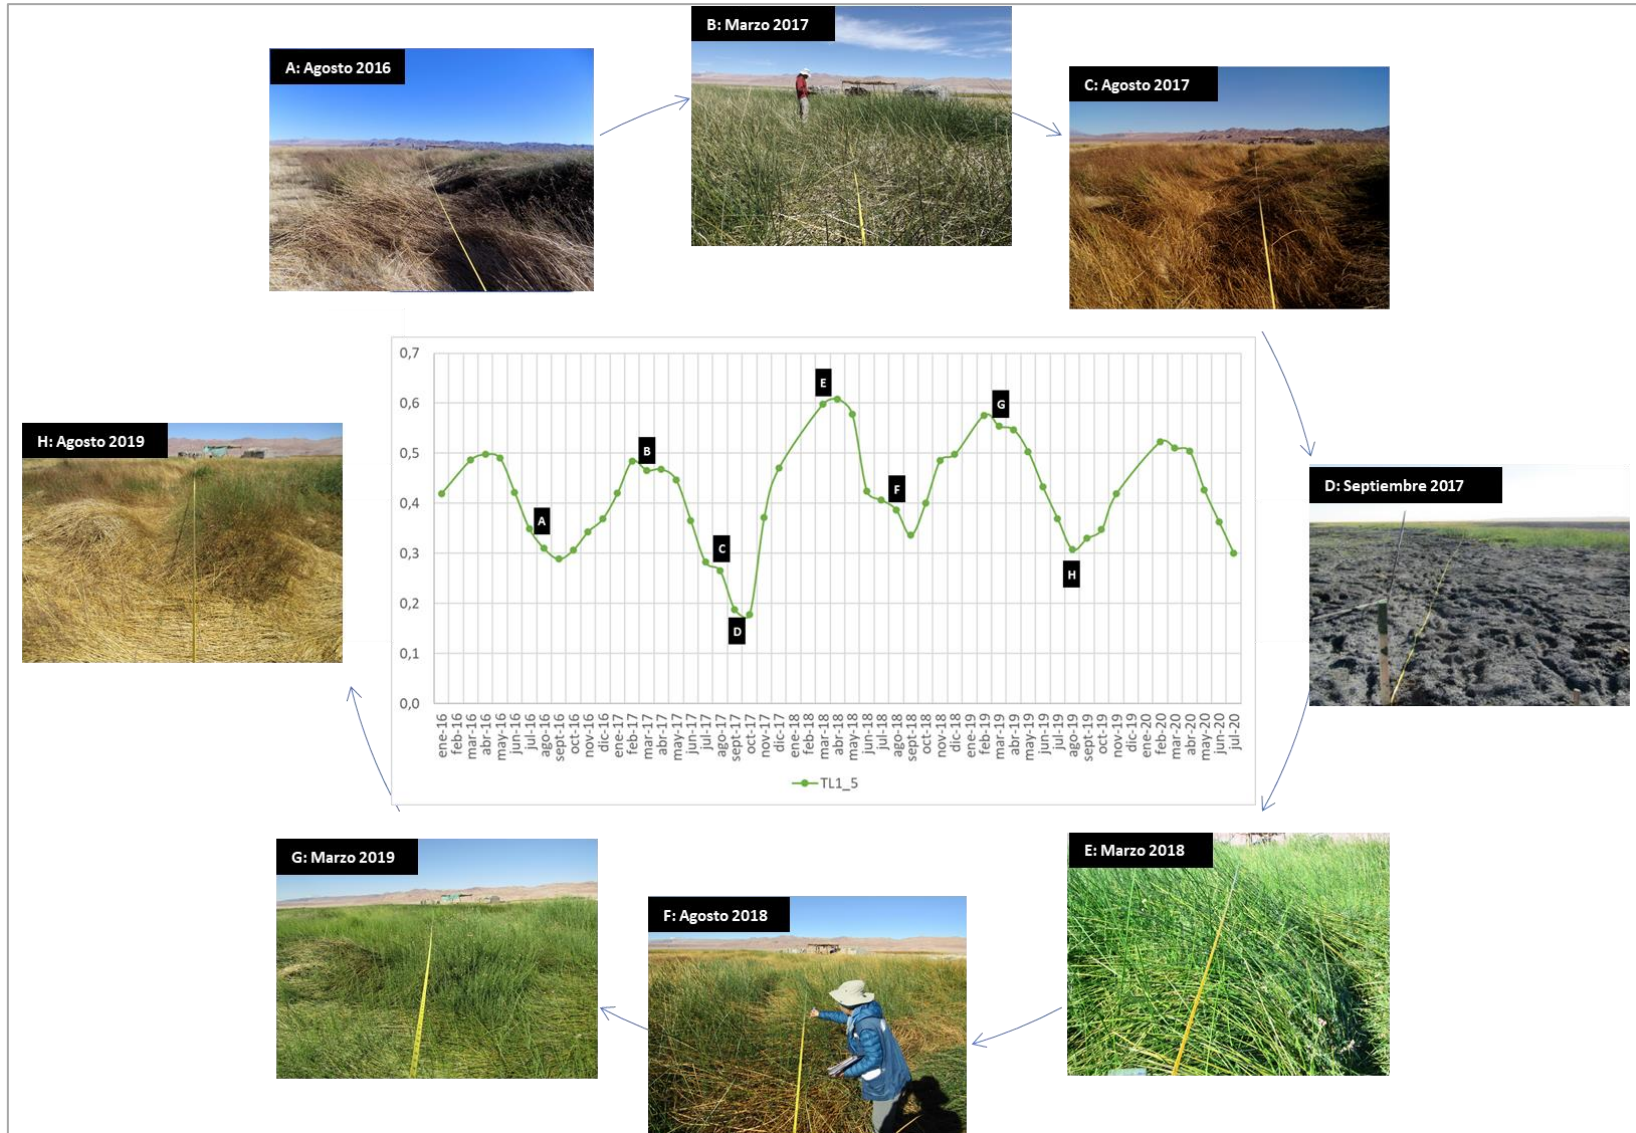 B: Marzo 2017
A: Agosto 2016
C: Agosto 2017
0,7
0,6
0,5
0,4
0,3
0,2
0,1
0,0
E
G
B
F
A
C
H
D
H: Agosto 2019
D: Septiembre 2017
ene-16
feb-16
mar-16
abr-16
may-16
jun-16
jul-16
ago-16
sept-16
oct-16
nov-16
dic-16
ene-17
feb-17
mar-17
abr-17
may-17
jun-17
jul-17
ago-17
sept-17
oct-17
nov-17
dic-17
ene-18
feb-18
mar-18
abr-18
may-18
jun-18
jul-18
ago-18
sept-18
oct-18
nov-18
dic-18
feb-19
mar-19
abr-19
may-19
jun-19
jul-19
ago-19
sept-19
oct-19
nov-19
dic-19
ene-20
feb-20
mar-20
abr-20
may-20
jun-20
jul-20
TL1_5
G: Marzo 2019
F: Agosto 2018
E: Marzo 2018